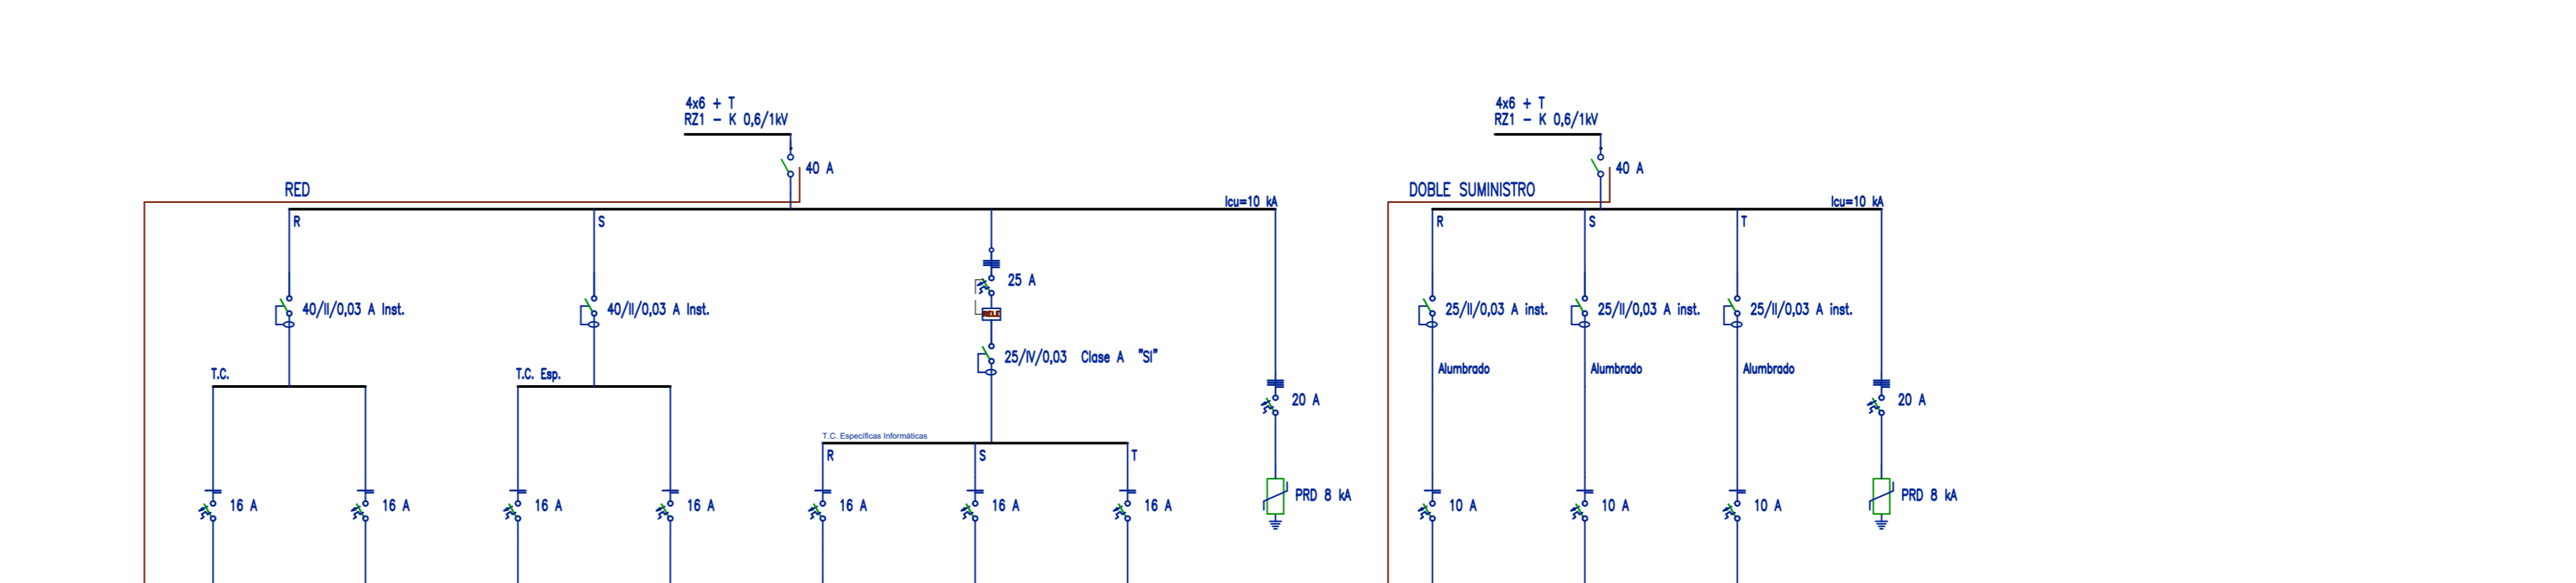 4x6 + T
RZ1 - K 0,6/1kV
40 A
RED
Icu=10 kA
R
S
25 A
40/II/0,03 A Inst.
40/II/0,03 A Inst.
RELE
25/IV/0,03 Clase A "SI"
T.C.
T.C. Esp.
20 A
T.C. Específicas Informáticas
R
S
T
PRD 8 kA
16 A
16 A
16 A
16 A
16 A
16 A
16 A
4x6 + T
RZ1 - K 0,6/1kV
40 A
DOBLE SUMINISTRO
Icu=10 kA
R
S
T
25/II/0,03 A inst.
25/II/0,03 A inst.
25/II/0,03 A inst.
Alumbrado
Alumbrado
Alumbrado
20 A
PRD 8 kA
10 A
10 A
10 A